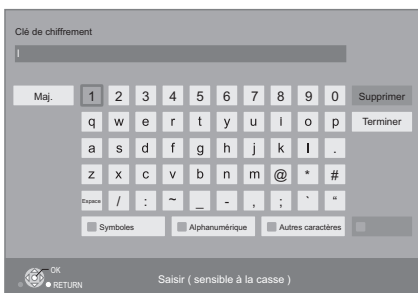 Clé de chiffrement
Maj. 1 2 3 4 5 6 7 8 9 0 Supprimer
q w e r t y u i o p Terminer
a s d f g h j k l .
z x c v b n m @ * #
Espace / : ~ _ - , ; ` “
Symboles Alphanumérique Autres caractères
OK
RETURN
Saisir ( sensible à la casse )